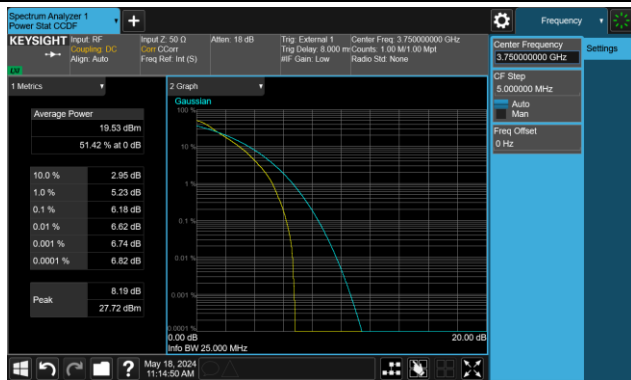 Spectrum Analyzer 1
Power Stat CCDF
Frequency
KEYSIGHT
Input: RF
Coupling: DC
Align: Auto
Input Z: 50 Ω
Corr CCorr
Freq Ref: Int (S)
Atten: 18 dB
Trig: External 1
Trig Delay: 8.000 m
#IF Gain: Low
Center Freq: 3.750000000 GHz
Counts: 1.00 M/1.00 Mpt
Radio Std: None
Center Frequency
3.750000000 GHz
Settings
CF Step
5.000000 MHz
Auto
Man
Freq Offset
0 Hz
1 Metrics
Average Power
19.53 dBm
51.42 % at 0 dB
10.0 % 2.95 dB
1.0 % 5.23 dB
0.1 % 6.18 dB
0.01 % 6.62 dB
0.001 % 6.74 dB
0.0001 % 6.82 dB
Peak
8.19 dB
27.72 dBm
2 Graph
Gaussian
100 %
10 %
1 %
0.1 %
0.01 %
0.001 %
0.0001 %
0.00 dB
20.00 dB
Info BW 25.000 MHz
?
May 18, 2024
11:14:50 AM